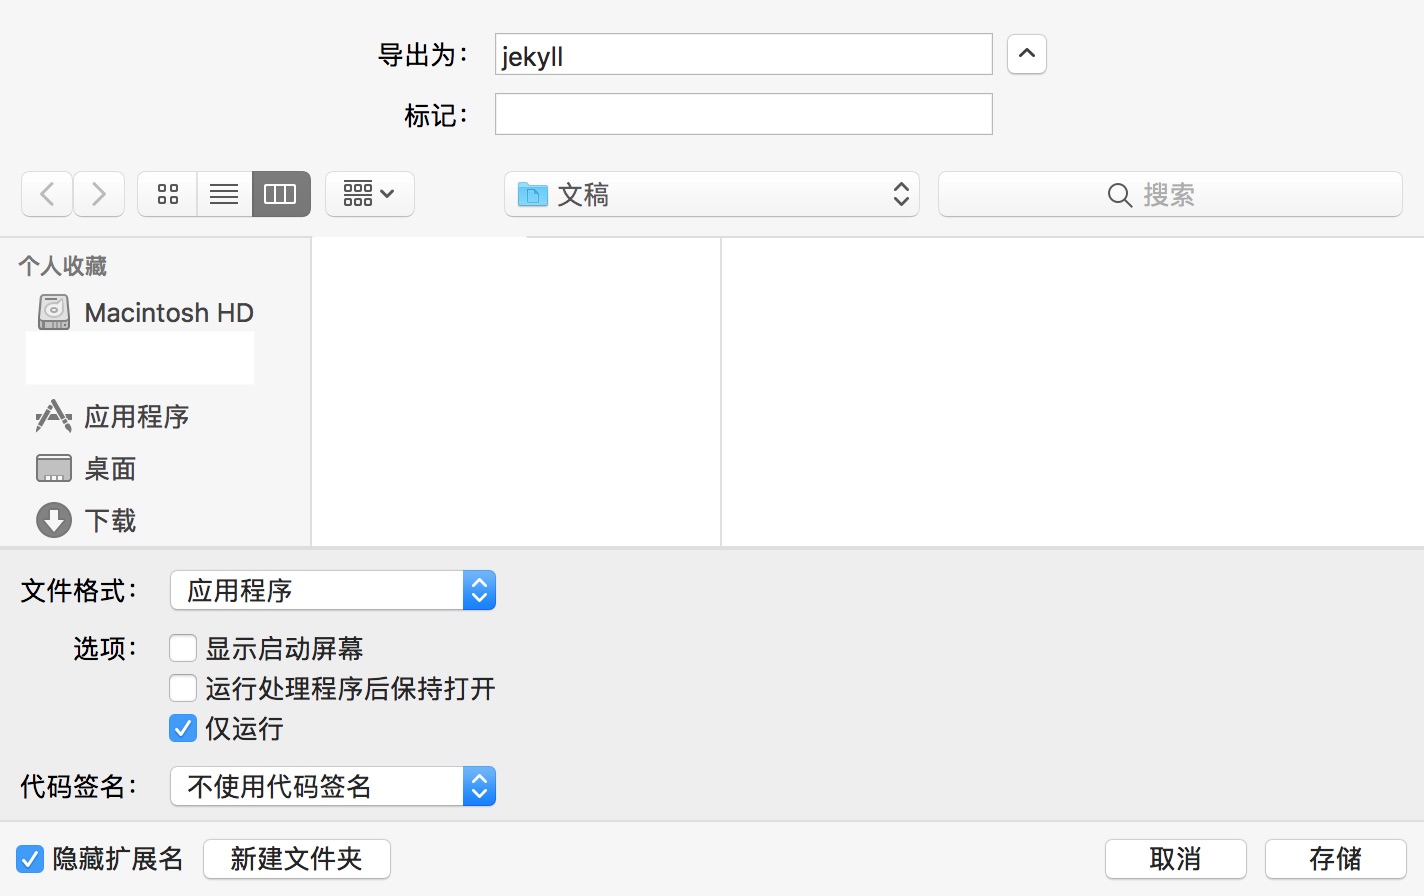 导出为： jekyll
标记：
文稿 搜索
个人收藏
Macintosh HD
应用程序
桌面
下载
文件格式： 应用程序
选项： 显示启动屏幕
运行处理程序后保持打开
仅运行
代码签名： 不使用代码签名
隐藏扩展名 新建文件夹 取消 存储